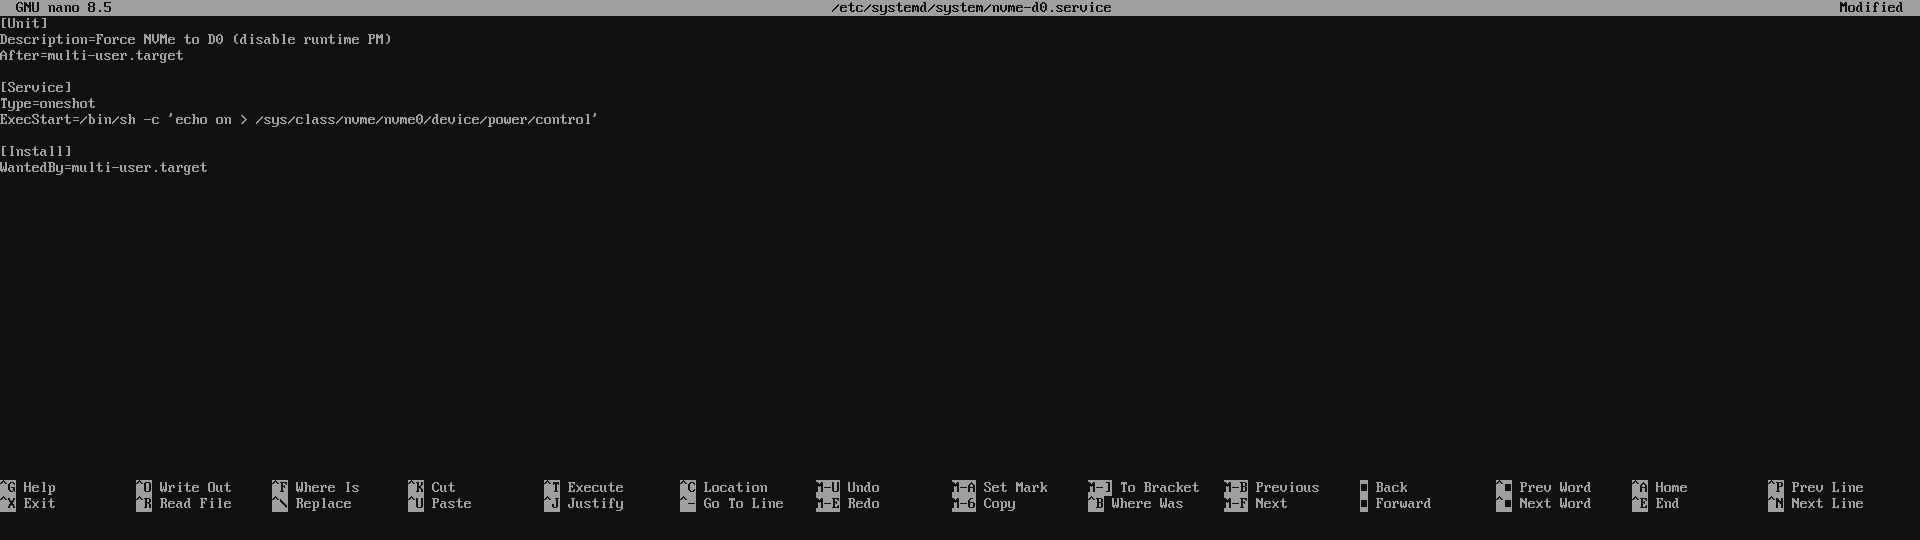 GNU nano 8.5 /etc/systemd/system/nvme-d0.service Modified
[Unit]
Description=Force NVMe to D0 (disable runtime PM)
After=multi-user.target
[Service]
Type=oneshot
ExecStart=/bin/sh -c 'echo on > /sys/class/nvme/nvme0/device/power/control'
[Install]
WantedBy=multi-user.target
^G Help ^O Write Out ^F Where Is ^K Cut ^T Execute ^C Location M-U Undo M-A Set Mark M-] To Bracket M-B Previous ■ Back ^■ Prev Word ^A Home ^P Prev Line
^X Exit ^R Read File ^\ Replace ^U Paste ^J Justify ^- Go To Line M-E Redo M-6 Copy ^B Where Was M-F Next ■ Forward ^■ Next Word ^E End ^N Next Line